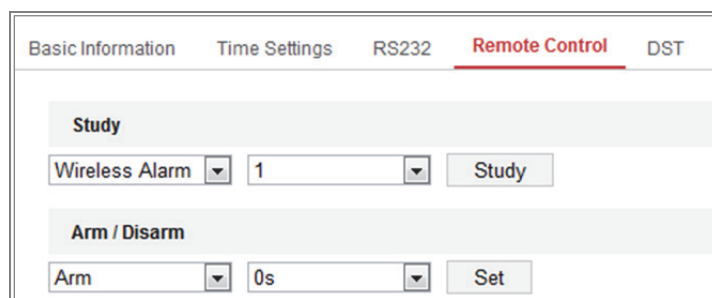 Basic Information Time Settings RS232 Remote Control DST
Study
Wireless Alarm 1 Study
Arm / Disarm
Arm 0s Set